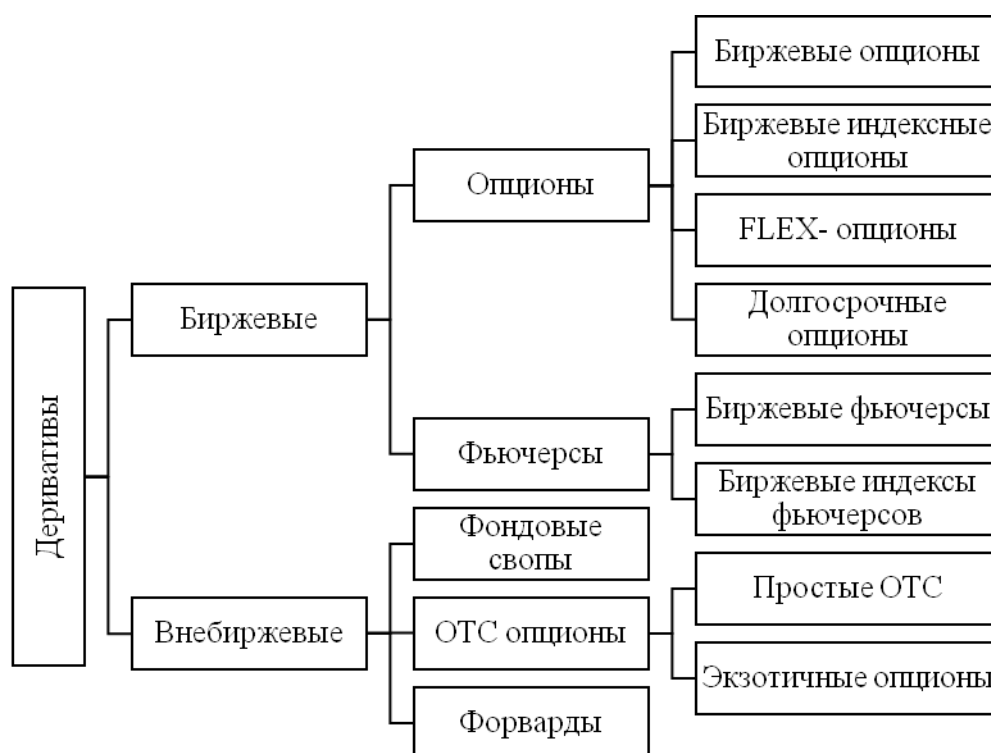 Биржевые опционы
Биржевые индексные
опционы
Опционы
FLEX- опционы
Долгосрочные
опционы
Биржевые
Биржевые фьючерсы
Фьючерсы
Биржевые индексы
фьючерсов
Деривативы
Фондовые
свопы
Простые ОТС
Внебиржевые
ОТС опционы
Экзотичные опционы
Форварды